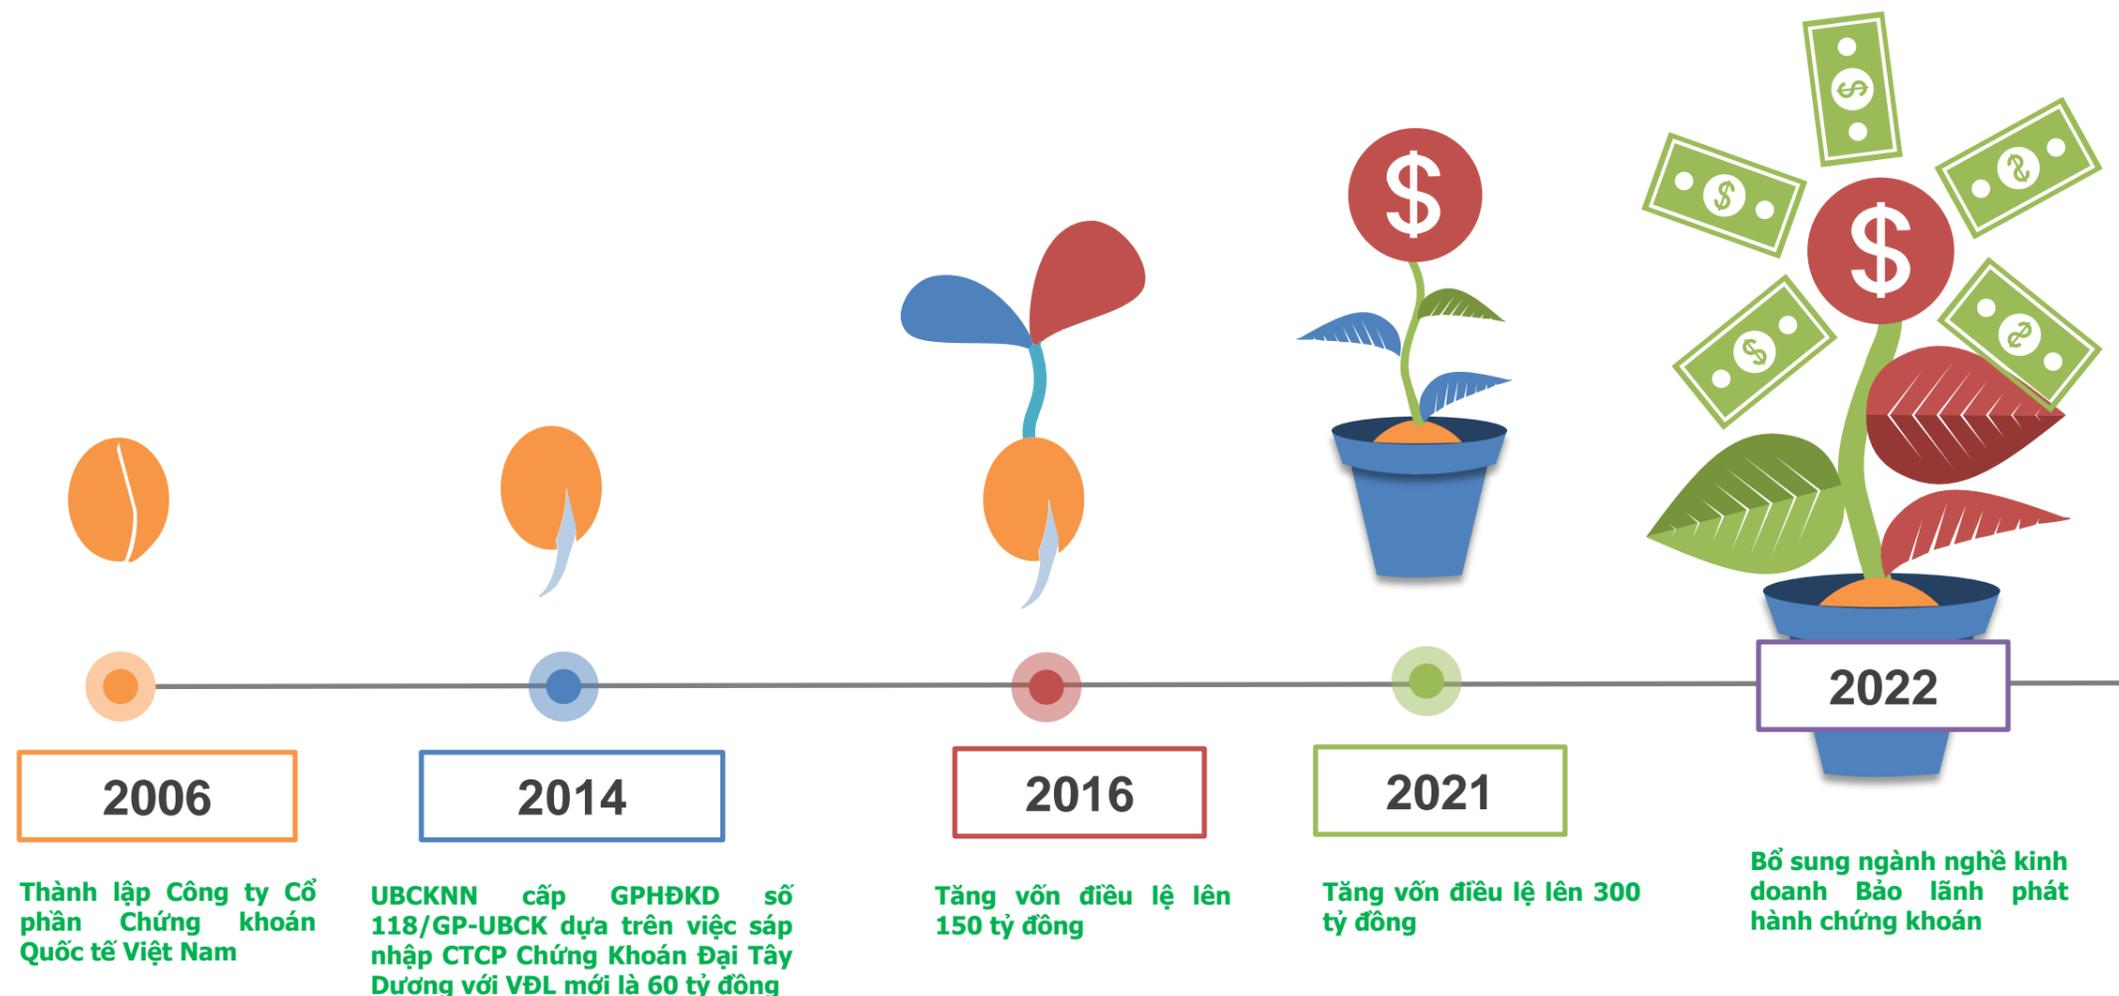 $
$
$
$
$
$
$
2022
2006
2014
2016
2021
Thành lập Công ty Cổ
phần Chứng khoán
Quốc tế Việt Nam
UBCKNN cấp GPHĐKD số
118/GP-UBCK dựa trên việc sáp
nhập CTCP Chứng Khoán Đại Tây
Dương với VĐL mới là 60 tỷ đồng
Tăng vốn điều lệ lên
150 tỷ đồng
Tăng vốn điều lệ lên 300
tỷ đồng
Bổ sung ngành nghề kinh
doanh Bảo lãnh phát
hành chứng khoán